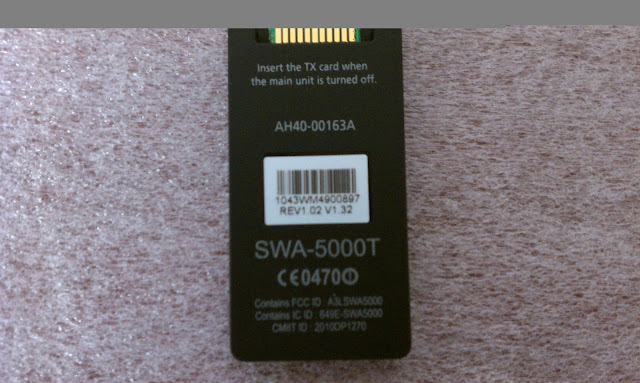 Insert the TX card when
the main unit is turned off.
AH40-00163A
1043WM4900897
REV1.02 V1.32
SWA-5000T
CE0470
Contains FCC ID : A3LSWA5000
Contains IC ID : 649E-SWA5000
CMIIT ID : 2010DP1270